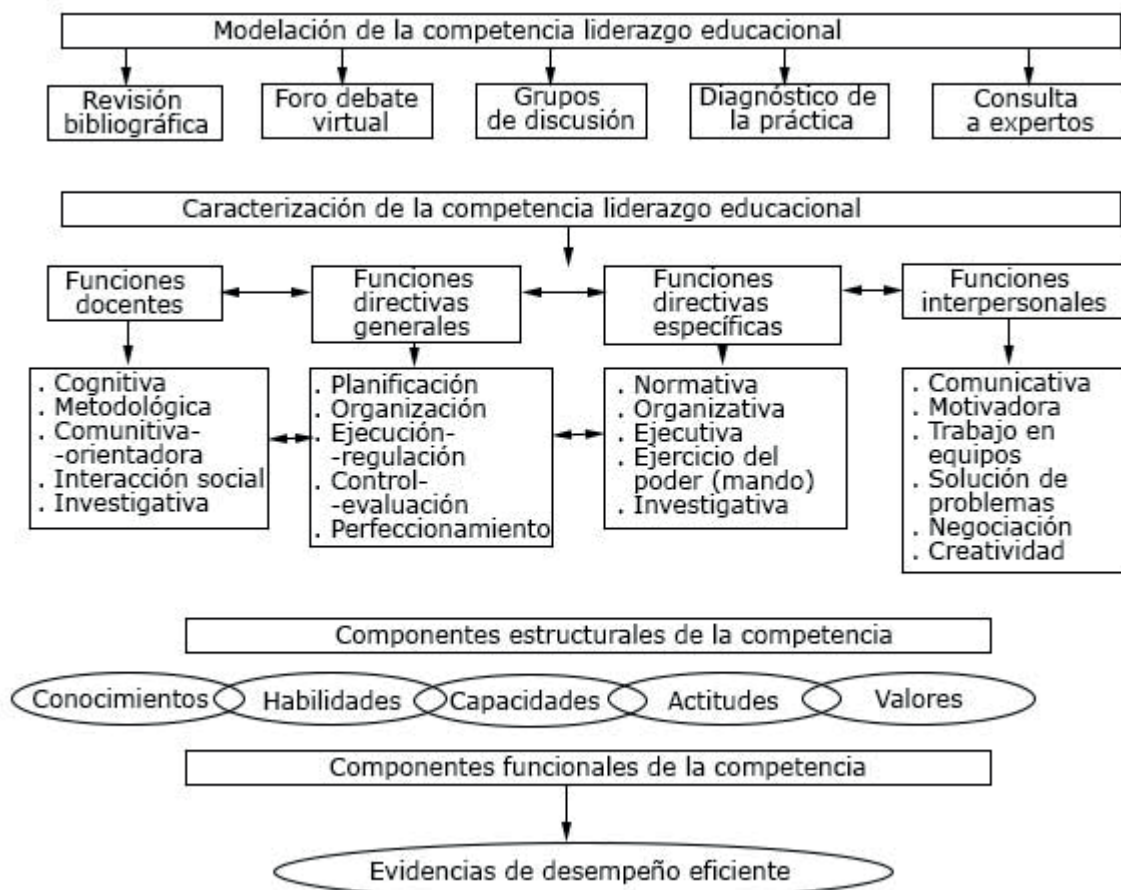 Modelación de la competencia liderazgo educacional
Revisión
bibliográfica
Foro debate
virtual
Grupos
de discusión
Diagnóstico de
la práctica
Consulta
a expertos
Caracterización de la competencia liderazgo educacional
Funciones
docentes
Funciones
directivas
generales
Funciones
directivas
específicas
Funciones
interpersonales
. Cognitiva
. Metodológica
. Comunitiva-
-orientadora
. Interacción social
. Investigativa
. Planificación
. Organización
. Ejecución-
-regulación
. Control-
-evaluación
. Perfeccionamiento
. Normativa
. Organizativa
. Ejecutiva
. Ejercicio del
poder (mando)
. Investigativa
. Comunicativa
. Motivadora
. Trabajo en
equipos
. Solución de
problemas
. Negociación
. Creatividad
Componentes estructurales de la competencia
Conocimientos
Habilidades
Capacidades
Actitudes
Valores
Componentes funcionales de la competencia
Evidencias de desempeño eficiente